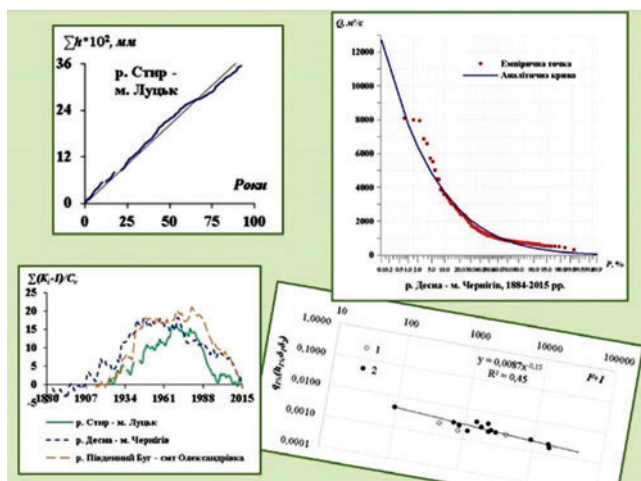 ∑h*10², мм
р. Стир -
м. Луцьк
36
24
12
0
Роки
0 25 50 75 100
Q, м³/с
12000
10000
8000
6000
4000
2000
0
Емпірична точка
Аналітична крива
P, %
р. Десна - м. Чернігів, 1884-2015 рр.
25
20
15
10
5
0
-5
1880 1907 1934 1961 1988 2015
р. Стир - м. Луцьк
р. Десна - м. Чернігів
р. Південний Буг - смт Олександрівка
10 100 1000 10000 100000
1,0000
0,1000
0,0100
0,0010
0,0001
1
2
y = 0,0087x
R² = 0,45
F+1